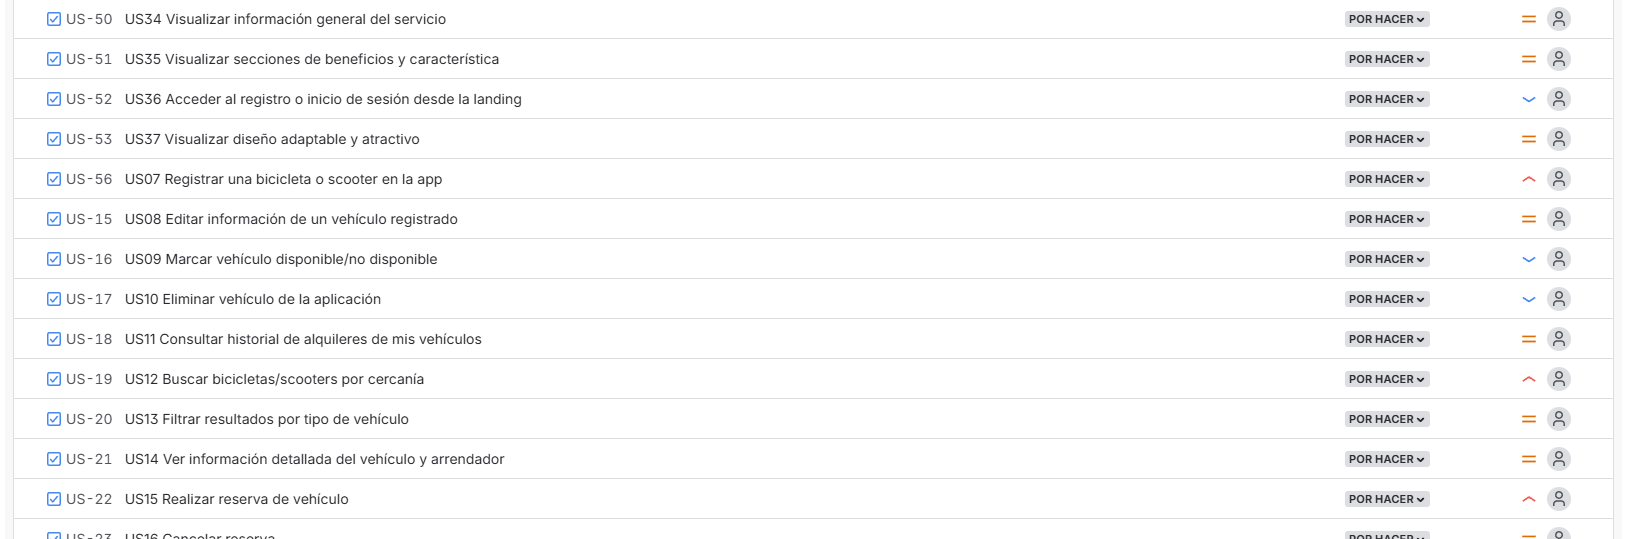 US-50 US34 Visualizar información general del servicio POR HACER
US-51 US35 Visualizar secciones de beneficios y característica POR HACER
US-52 US36 Acceder al registro o inicio de sesión desde la landing POR HACER
US-53 US37 Visualizar diseño adaptable y atractivo POR HACER
US-56 US07 Registrar una bicicleta o scooter en la app POR HACER
US-15 US08 Editar información de un vehículo registrado POR HACER
US-16 US09 Marcar vehículo disponible/no disponible POR HACER
US-17 US10 Eliminar vehículo de la aplicación POR HACER
US-18 US11 Consultar historial de alquileres de mis vehículos POR HACER
US-19 US12 Buscar bicicletas/scooters por cercanía POR HACER
US-20 US13 Filtrar resultados por tipo de vehículo POR HACER
US-21 US14 Ver información detallada del vehículo y arrendador POR HACER
US-22 US15 Realizar reserva de vehículo POR HACER
US-23 US16 Cancelar reserva POR HACER